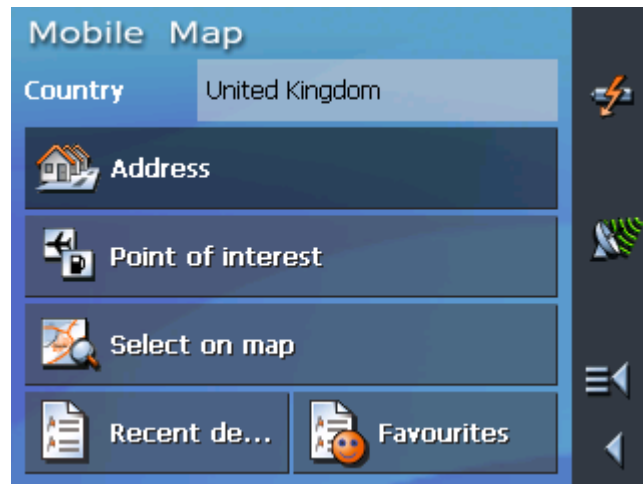 Mobile Map
Country United Kingdom
Address
Point of interest
Select on map
Recent de... Favourites